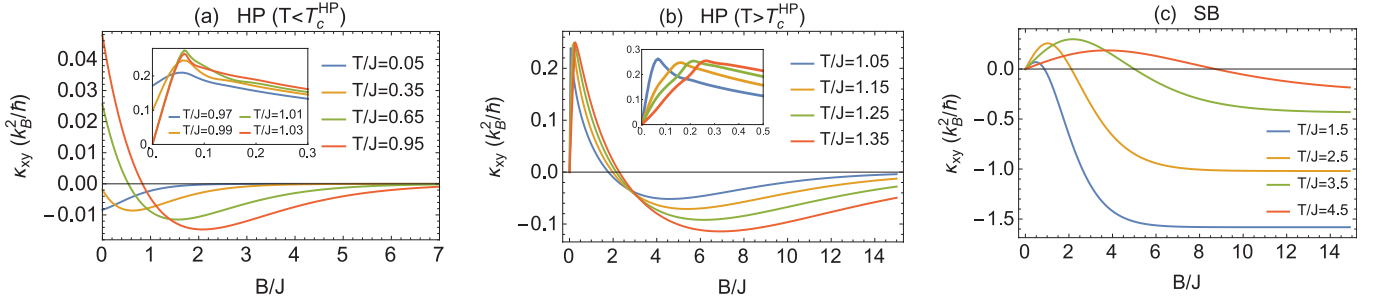 (a) HP (T<T_c^HP)
κxy (k_B^2/ħ)
0.04
0.03
0.02
0.01
0.00
−0.01
0.2
0.1
0
0. 0.1 0.2 0.3
T/J=0.97 T/J=1.01
T/J=0.99 T/J=1.03
T/J=0.05
T/J=0.35
T/J=0.65
T/J=0.95
0 1 2 3 4 5 6 7
B/J
(b) HP (T>T_c^HP)
κxy (k_B^2/ħ)
0.2
0.1
0.0
−0.1
0.3
0.2
0.1
0
0.0 0.1 0.2 0.3 0.4 0.5
T/J=1.05
T/J=1.15
T/J=1.25
T/J=1.35
0 2 4 6 8 10 12 14
B/J
(c) SB
κxy (k_B^2/ħ)
0.0
−0.5
−1.0
−1.5
T/J=1.5
T/J=2.5
T/J=3.5
T/J=4.5
0 2 4 6 8 10 12 14
B/J